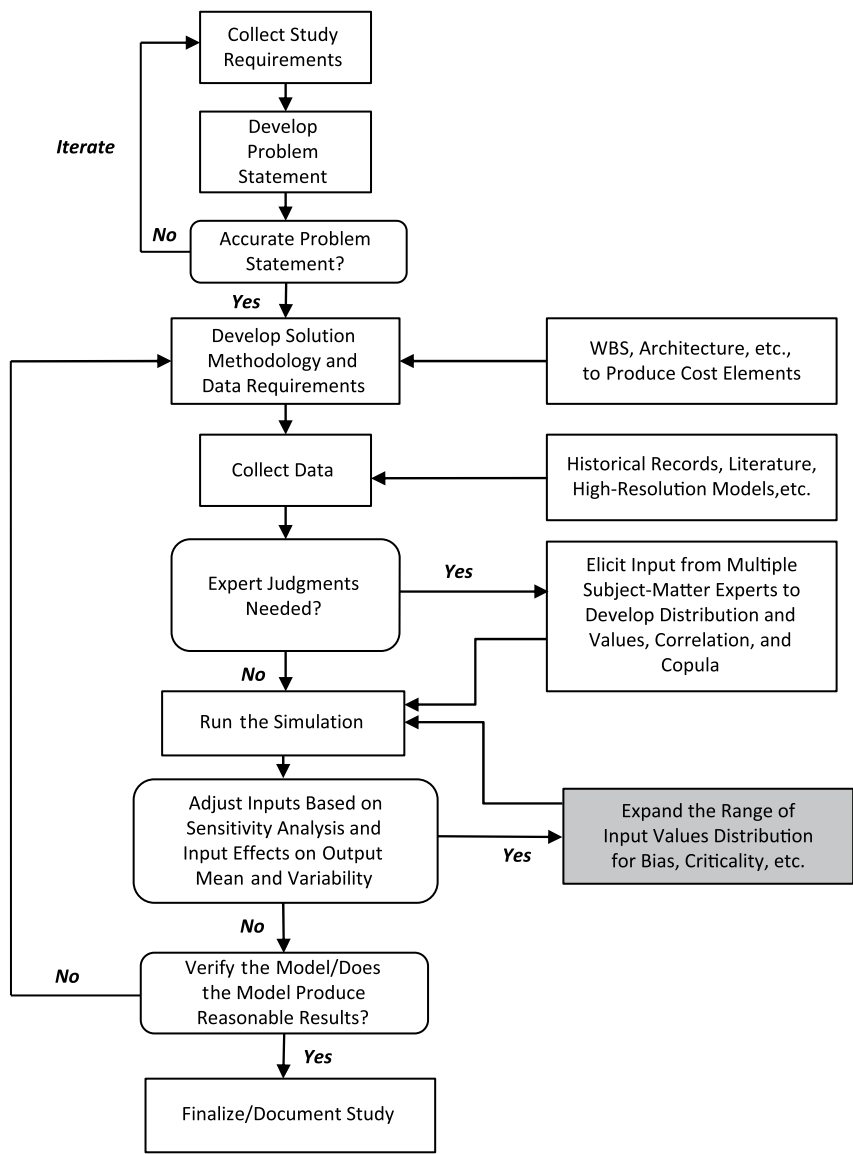 Collect Study
Requirements
Iterate
Develop
Problem
Statement
No
Accurate Problem
Statement?
Yes
Develop Solution
Methodology and
Data Requirements
WBS, Architecture, etc.,
to Produce Cost Elements
Collect Data
Historical Records, Literature,
High-Resolution Models,etc.
Expert Judgments
Needed?
Yes
Elicit Input from Multiple
Subject-Matter Experts to
Develop Distribution and
Values, Correlation, and
Copula
No
Run the Simulation
Adjust Inputs Based on
Sensitivity Analysis and
Input Effects on Output
Mean and Variability
Yes
Expand the Range of
Input Values Distribution
for Bias, Criticality, etc.
No
Verify the Model/Does
the Model Produce
Reasonable Results?
No
Yes
Finalize/Document Study